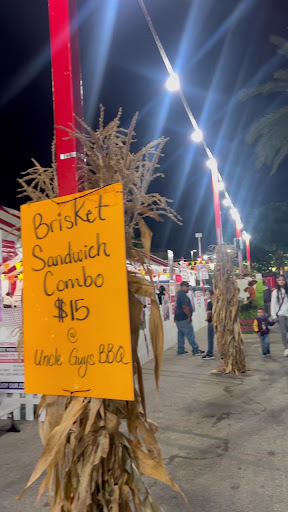 Brisket
Sandwich
Combo
$15
@
Uncle Guys BBQ